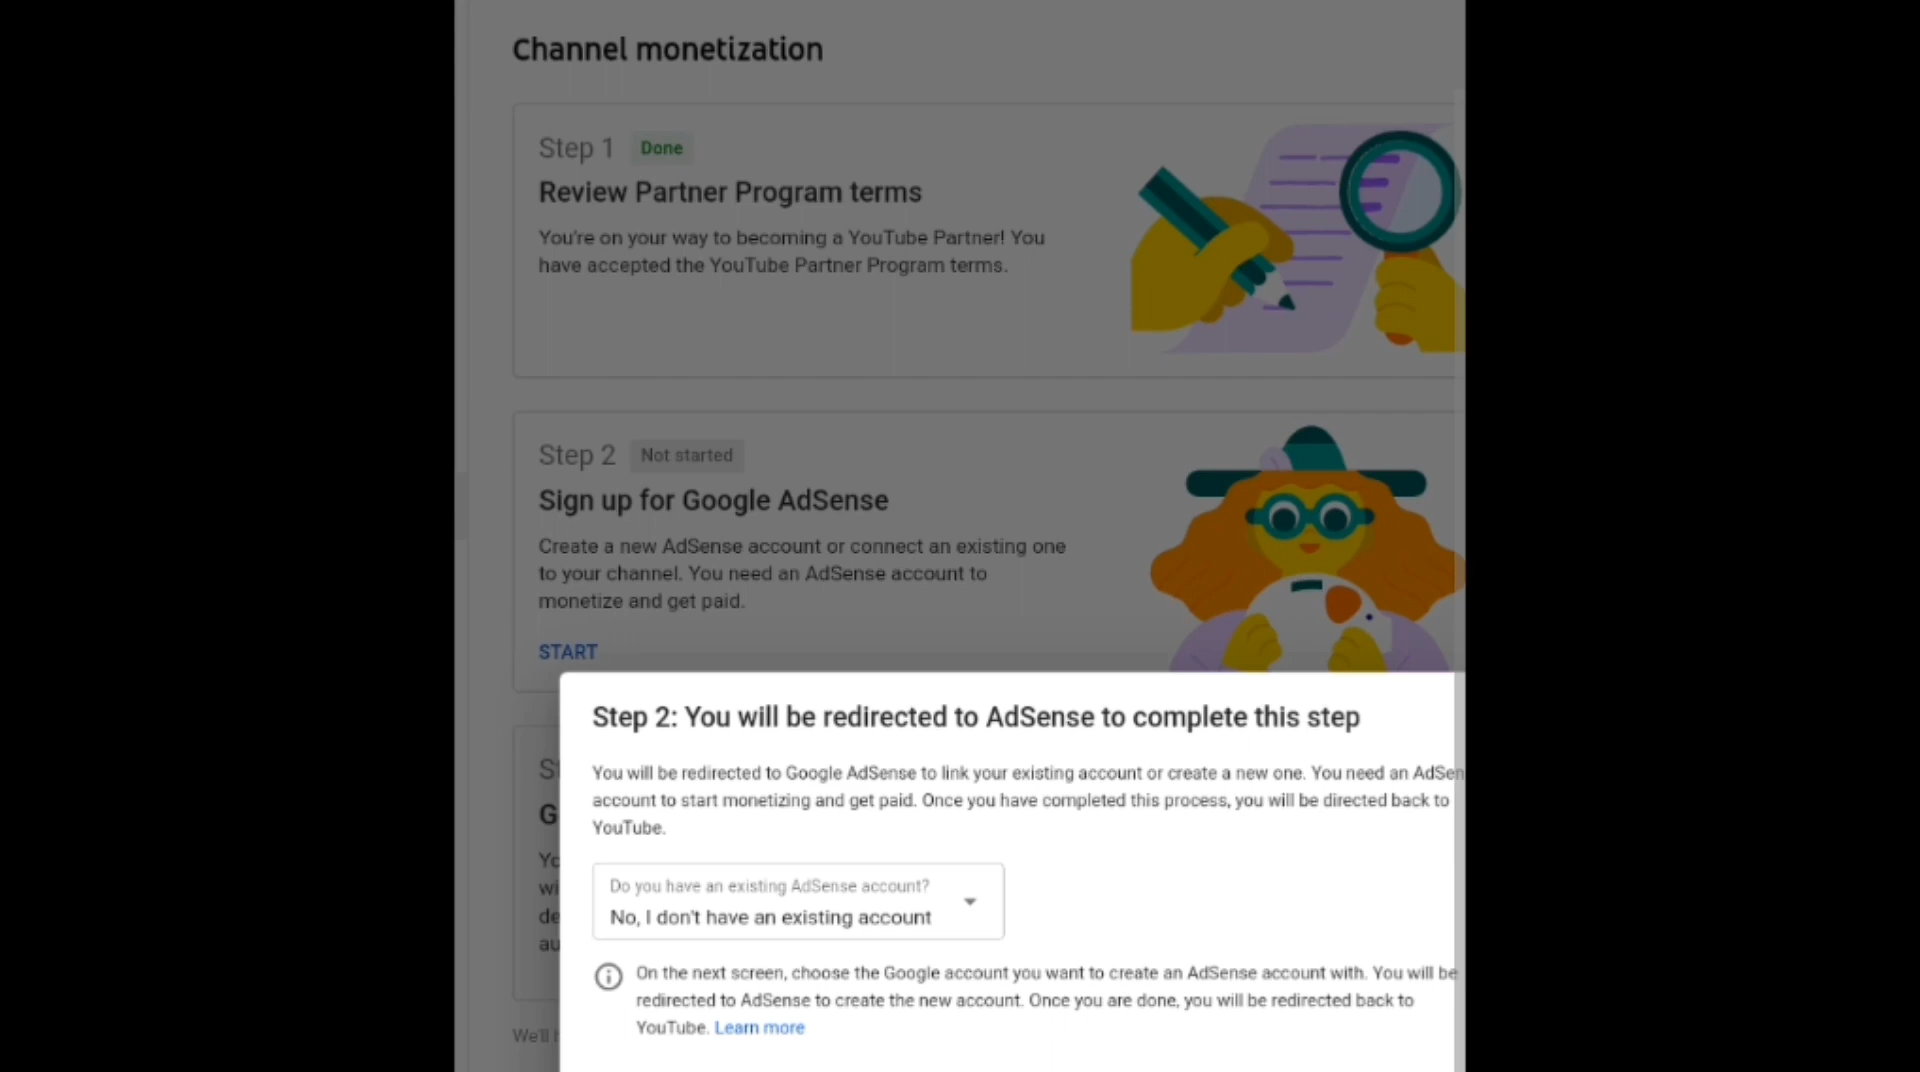 Channel monetization
Step 1 Done
Review Partner Program terms
You're on your way to becoming a YouTube Partner! You
have accepted the YouTube Partner Program terms.
Step 2 Not started
Sign up for Google AdSense
Create a new AdSense account or connect an existing one
to your channel. You need an AdSense account to
monetize and get paid.
START
Step 2: You will be redirected to AdSense to complete this step
You will be redirected to Google AdSense to link your existing account or create a new one. You need an AdSen
account to start monetizing and get paid. Once you have completed this process, you will be directed back to
YouTube.
Do you have an existing AdSense account?
No, I don't have an existing account
On the next screen, choose the Google account you want to create an AdSense account with. You will be
redirected to AdSense to create the new account. Once you are done, you will be redirected back to
YouTube. Learn more
We'll